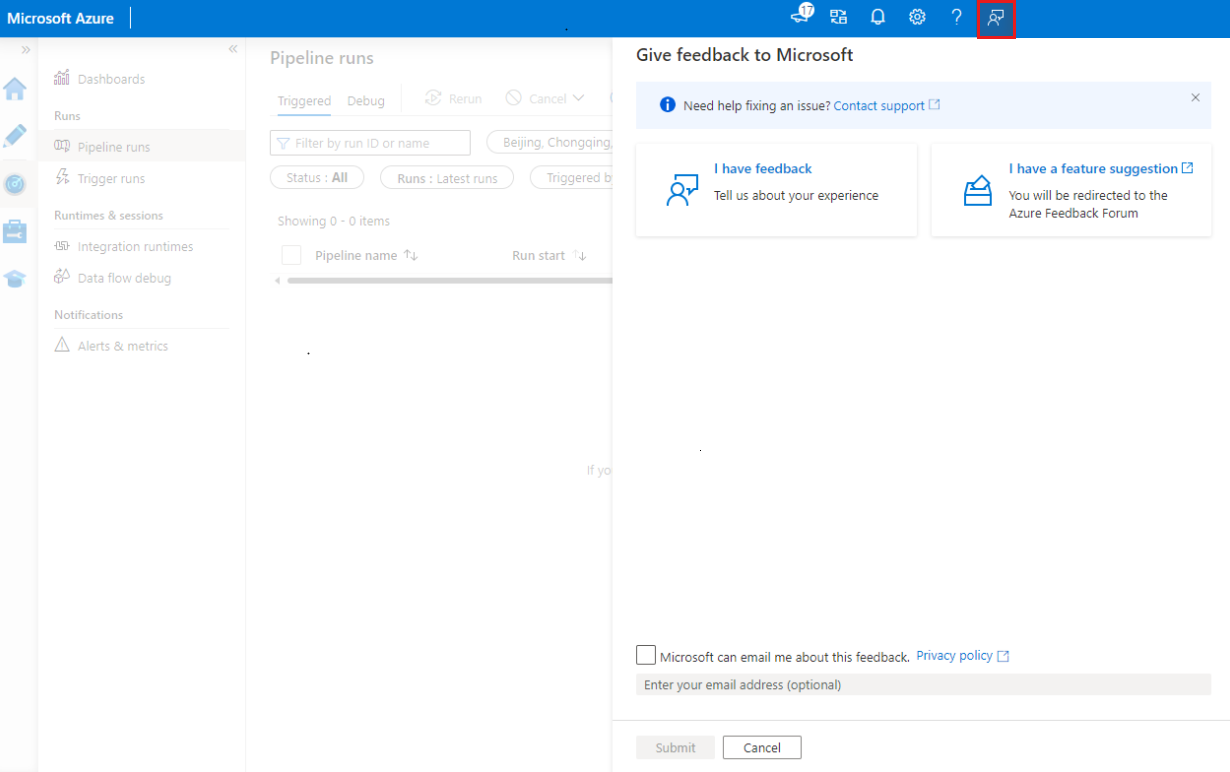 Microsoft Azure
17
Dashboards
Runs
Pipeline runs
Trigger runs
Runtimes & sessions
Integration runtimes
Data flow debug
Notifications
Alerts & metrics
Pipeline runs
Triggered Debug Rerun Cancel
Filter by run ID or name Beijing, Chongqing,
Status : All Runs : Latest runs Triggered b
Showing 0 - 0 items
Pipeline name Run start
If yo
Give feedback to Microsoft
Need help fixing an issue? Contact support
I have feedback
Tell us about your experience
I have a feature suggestion
You will be redirected to the
Azure Feedback Forum
Microsoft can email me about this feedback. Privacy policy
Enter your email address (optional)
Submit Cancel